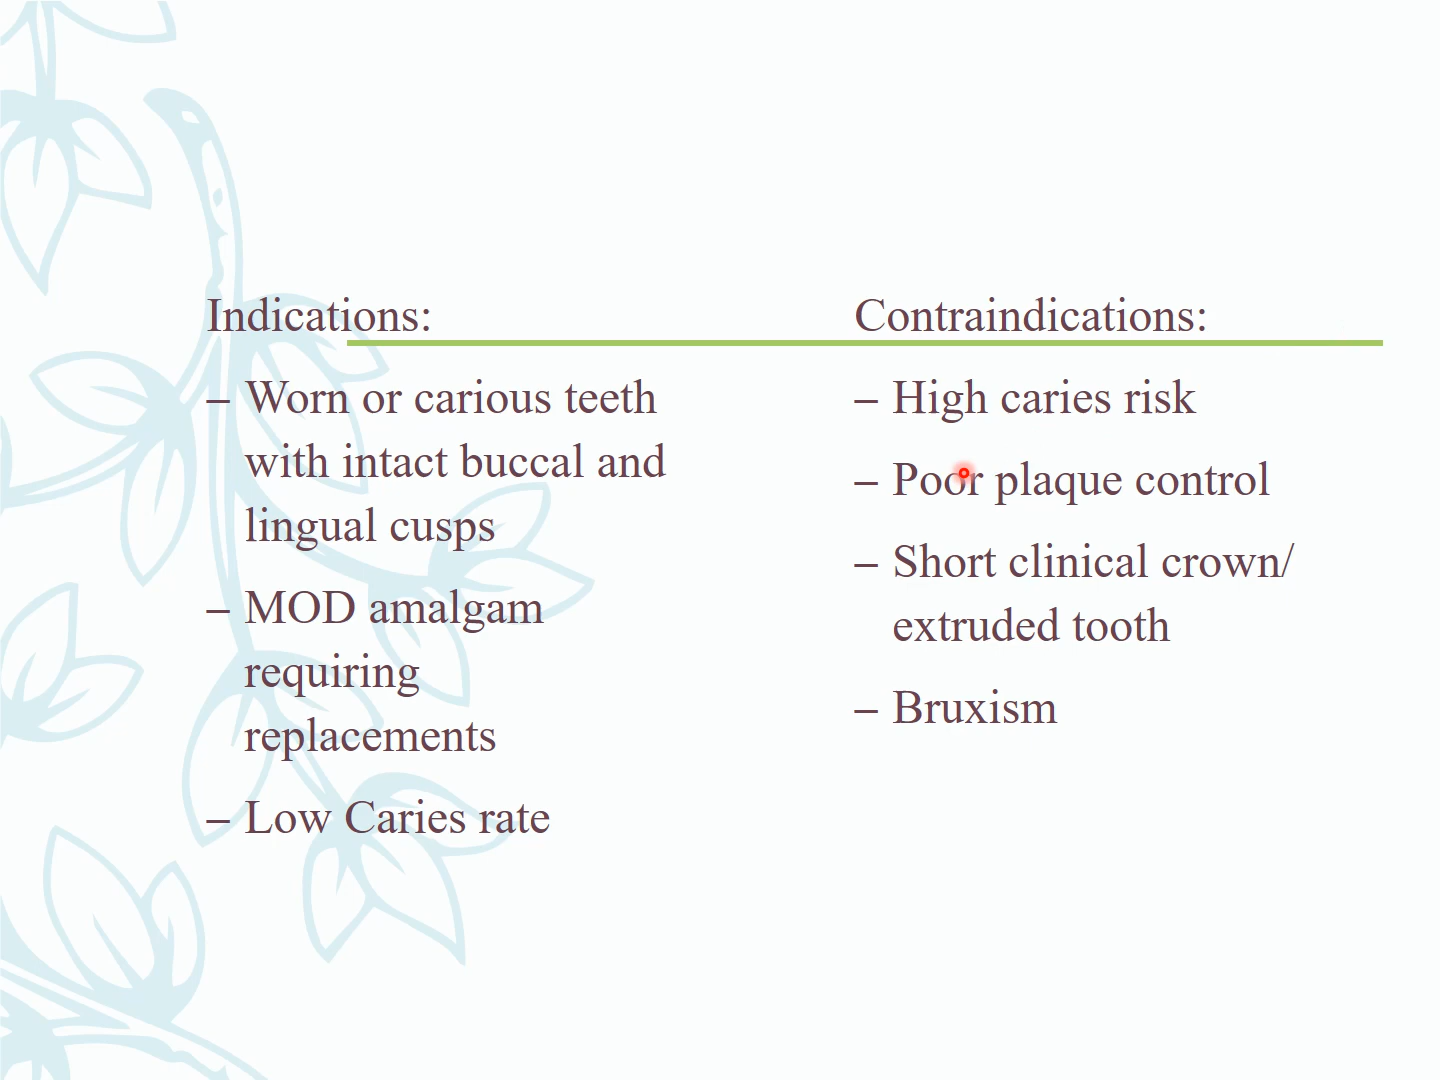 Indications:
– Worn or carious teeth
with intact buccal and
lingual cusps
– MOD amalgam
requiring
replacements
– Low Caries rate
Contraindications:
– High caries risk
– Poor plaque control
– Short clinical crown/
extruded tooth
– Bruxism